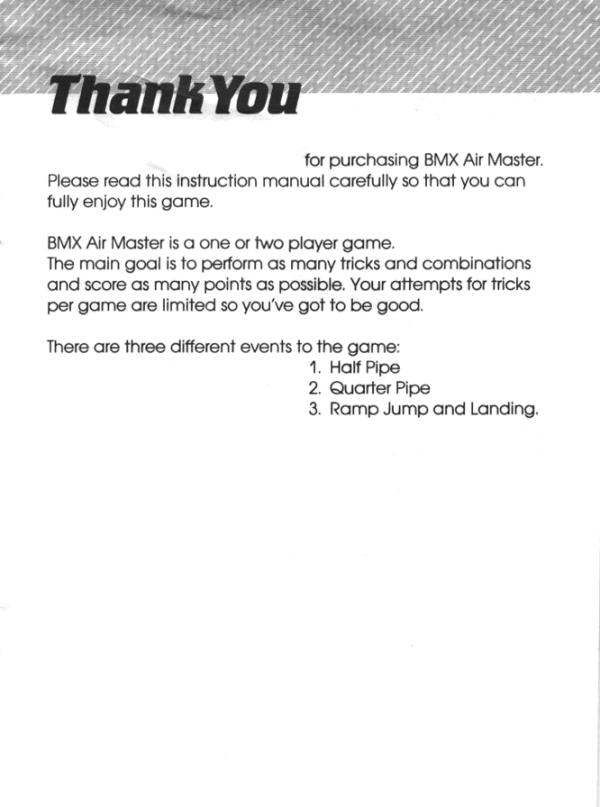 Thank You
for purchasing BMX Air Master.
Please read this instruction manual carefully so that you can
fully enjoy this game.
BMX Air Master is a one or two player game.
The main goal is to perform as many tricks and combinations
and score as many points as possible. Your attempts for tricks
per game are limited so you've got to be good.
There are three different events to the game:
1. Half Pipe
2. Quarter Pipe
3. Ramp Jump and Landing.